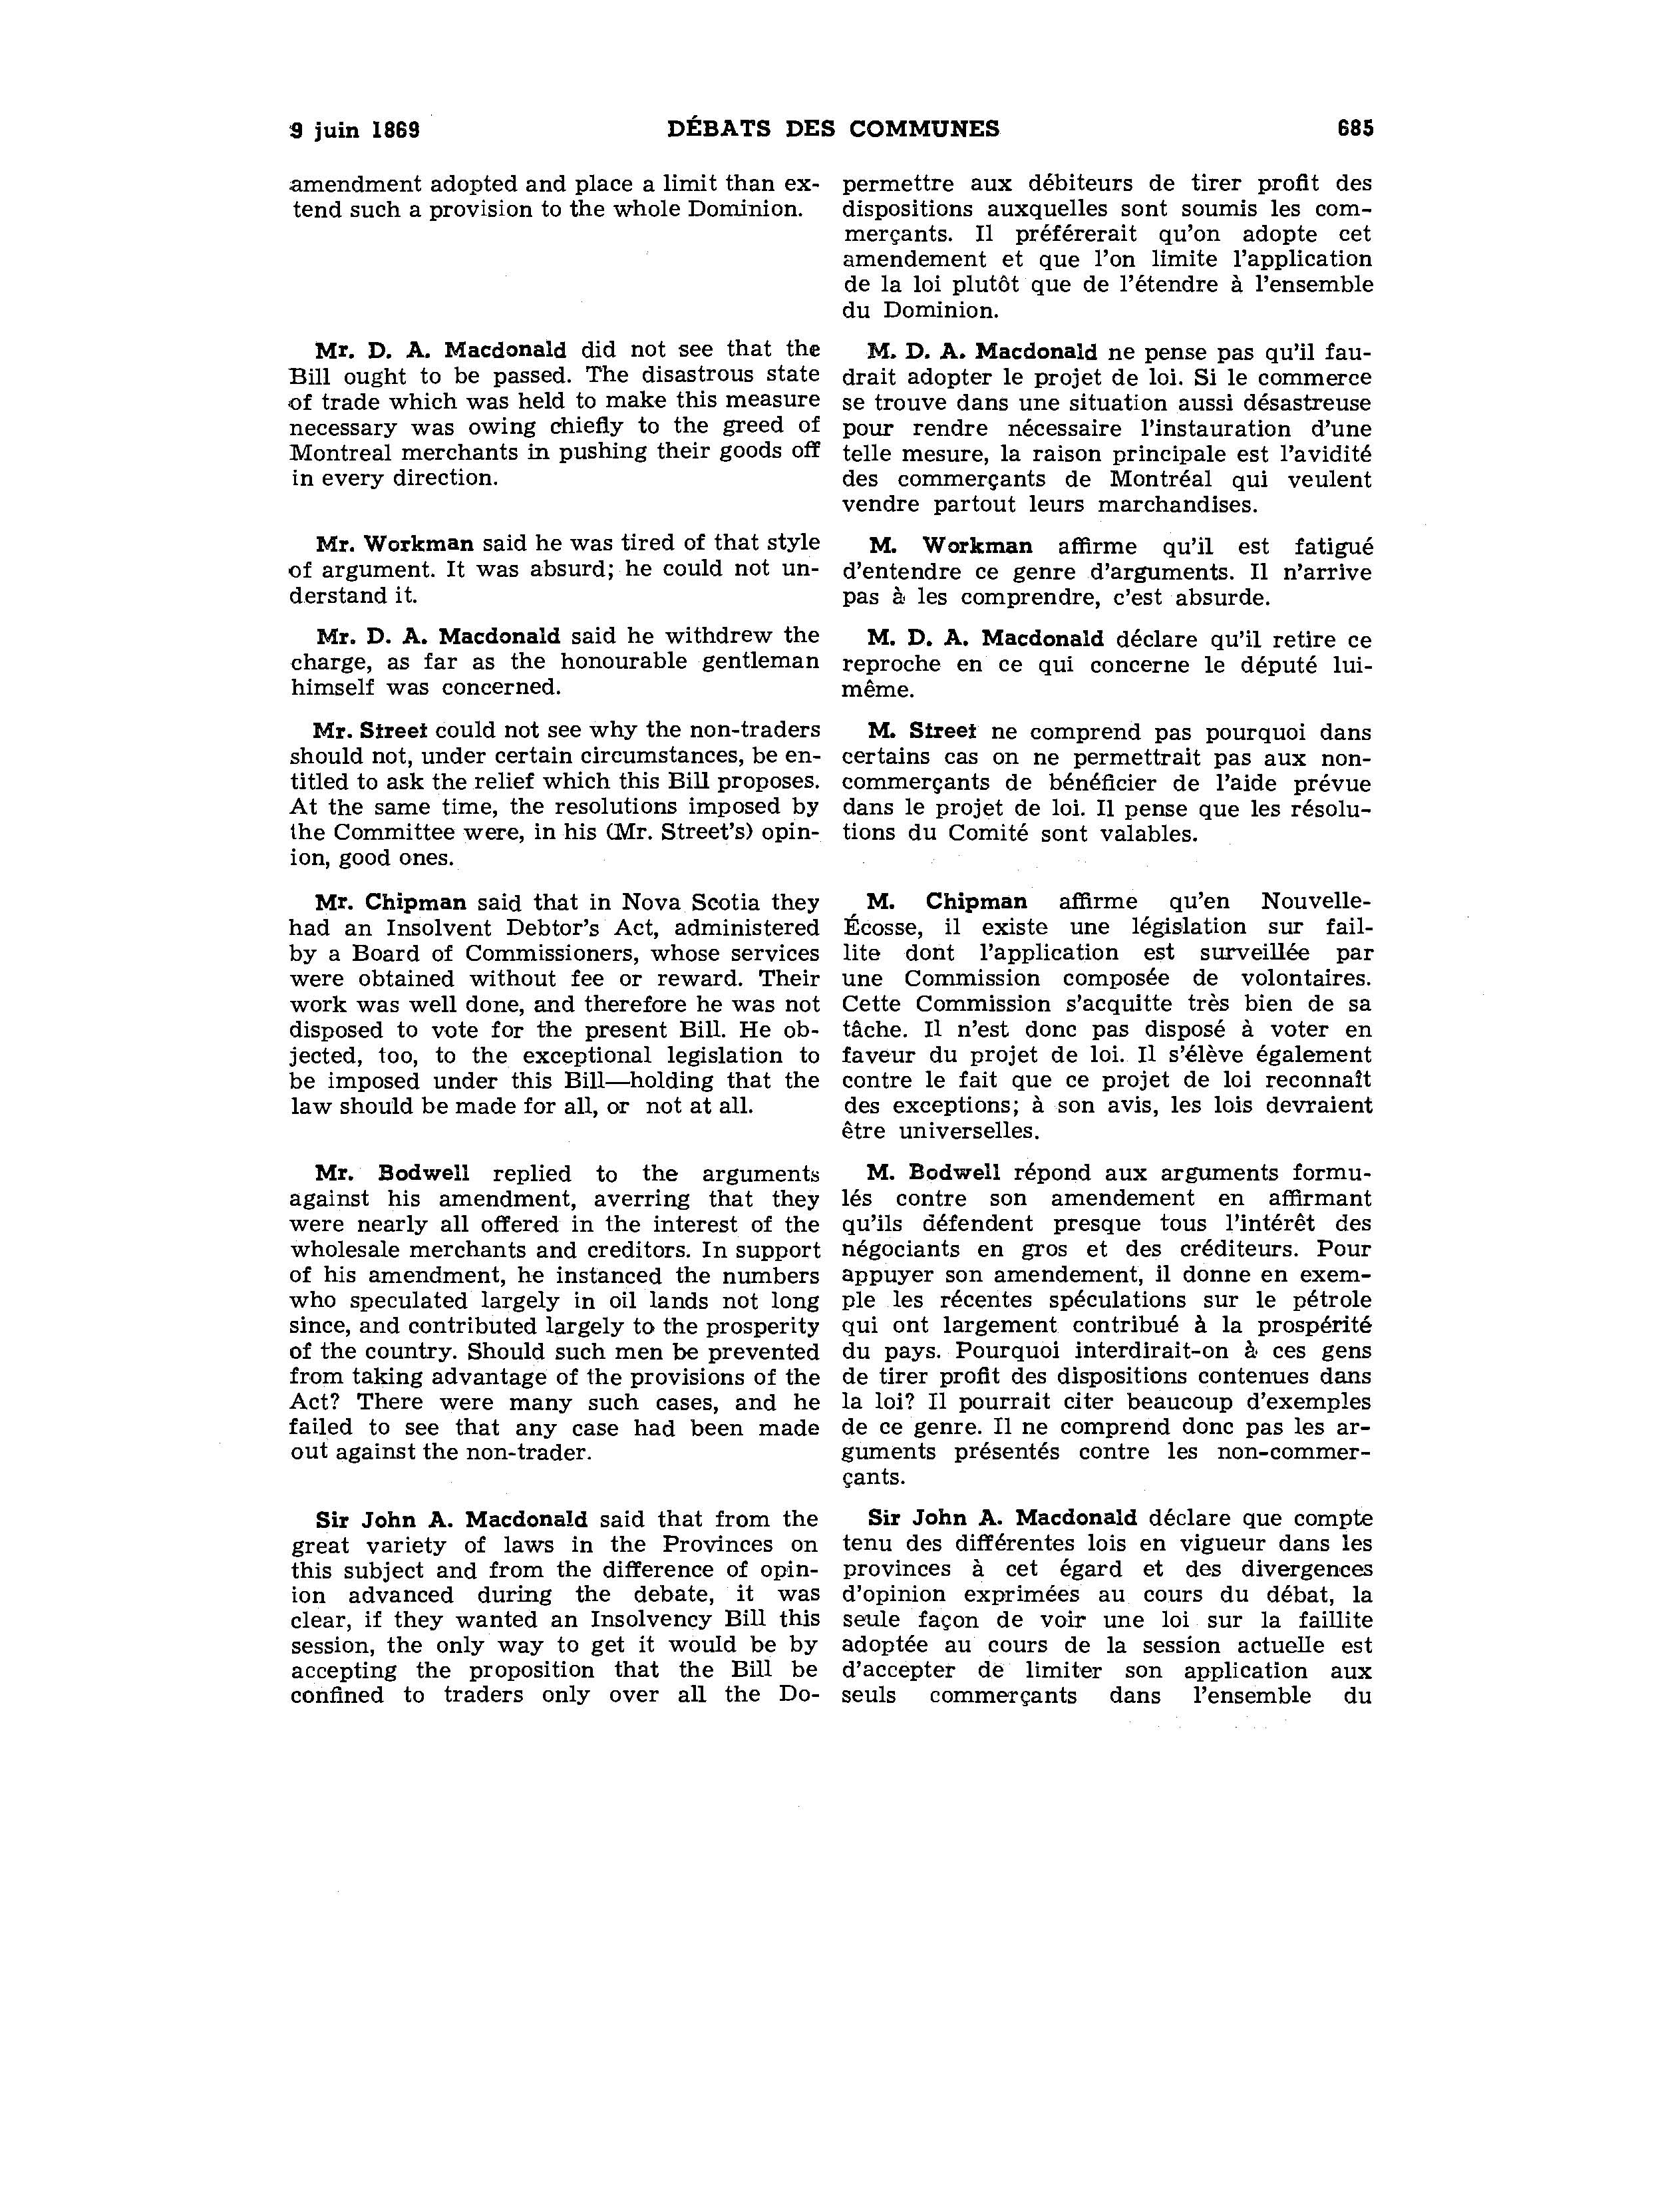 9 juin 1869 DÉBATS DES COMMUNES 685
amendment adopted and place a limit than ex-
tend such a provision to the whole Dominion.
Mr. D. A. Macdonald did not see that the
Bill ought to be passed. The disastrous state
of trade which was held to make this measure
necessary was owing chiefly to the greed of
Montreal merchants in pushing their goods off
in every direction.
Mr. Workman said he was tired of that style
of argument. It was absurd; he could not un-
derstand it.
Mr. D. A. Macdonald said he withdrew the
charge, as far as the honourable gentleman
himself was concerned.
Mr. Street could not see why the non-traders
should not, under certain circumstances, be en-
titled to ask the relief which this Bill proposes.
At the same time, the resolutions imposed by
the Committee were, in his (Mr. Street's) opin-
ion, good ones.
Mr. Chipman said that in Nova Scotia they
had an Insolvent Debtor's Act, administered
by a Board of Commissioners, whose services
were obtained without fee or reward. Their
work was well done, and therefore he was not
disposed to vote for the present Bill. He ob-
jected, too, to the exceptional legislation to
be imposed under this Bill—holding that the
law should be made for all, or not at all.
Mr. Bodwell replied to the arguments
against his amendment, averring that they
were nearly all offered in the interest of the
wholesale merchants and creditors. In support
of his amendment, he instanced the numbers
who speculated largely in oil lands not long
since, and contributed largely to the prosperity
of the country. Should such men be prevented
from taking advantage of the provisions of the
Act? There were many such cases, and he
failed to see that any case had been made
out against the non-trader.
Sir John A. Macdonald said that from the
great variety of laws in the Provinces on
this subject and from the difference of opin-
ion advanced during the debate, it was
clear, if they wanted an Insolvency Bill this
session, the only way to get it would be by
accepting the proposition that the Bill be
confined to traders only over all the Do-
permettre aux débiteurs de tirer profit des
dispositions auxquelles sont soumis les com-
merçants. Il préférerait qu'on adopte cet
amendement et que l'on limite l'application
de la loi plutôt que de l'étendre à l'ensemble
du Dominion.
M. D. A. Macdonald ne pense pas qu'il fau-
drait adopter le projet de loi. Si le commerce
se trouve dans une situation aussi désastreuse
pour rendre nécessaire l'instauration d'une
telle mesure, la raison principale est l'avidité
des commerçants de Montréal qui veulent
vendre partout leurs marchandises.
M. Workman affirme qu'il est fatigué
d'entendre ce genre d'arguments. Il n'arrive
pas à les comprendre, c'est absurde.
M. D. A. Macdonald déclare qu'il retire ce
reproche en ce qui concerne le député lui-
même.
M. Street ne comprend pas pourquoi dans
certains cas on ne permettrait pas aux non-
commerçants de bénéficier de l'aide prévue
dans le projet de loi. Il pense que les résolu-
tions du Comité sont valables.
M. Chipman affirme qu'en Nouvelle-
Écosse, il existe une législation sur fail-
lite dont l'application est surveillée par
une Commission composée de volontaires.
Cette Commission s'acquitte très bien de sa
tâche. Il n'est donc pas disposé à voter en
faveur du projet de loi. Il s'élève également
contre le fait que ce projet de loi reconnaît
des exceptions; à son avis, les lois devraient
être universelles.
M. Bodwell répond aux arguments formu-
lés contre son amendement en affirmant
qu'ils défendent presque tous l'intérêt des
négociants en gros et des créditeurs. Pour
appuyer son amendement, il donne en exem-
ple les récentes spéculations sur le pétrole
qui ont largement contribué à la prospérité
du pays. Pourquoi interdirait-on à ces gens
de tirer profit des dispositions contenues dans
la loi? Il pourrait citer beaucoup d'exemples
de ce genre. Il ne comprend donc pas les ar-
guments présentés contre les non-commer-
çants.
Sir John A. Macdonald déclare que compte
tenu des différentes lois en vigueur dans les
provinces à cet égard et des divergences
d'opinion exprimées au cours du débat, la
seule façon de voir une loi sur la faillite
adoptée au cours de la session actuelle est
d'accepter de limiter son application aux
seuls commerçants dans l'ensemble du